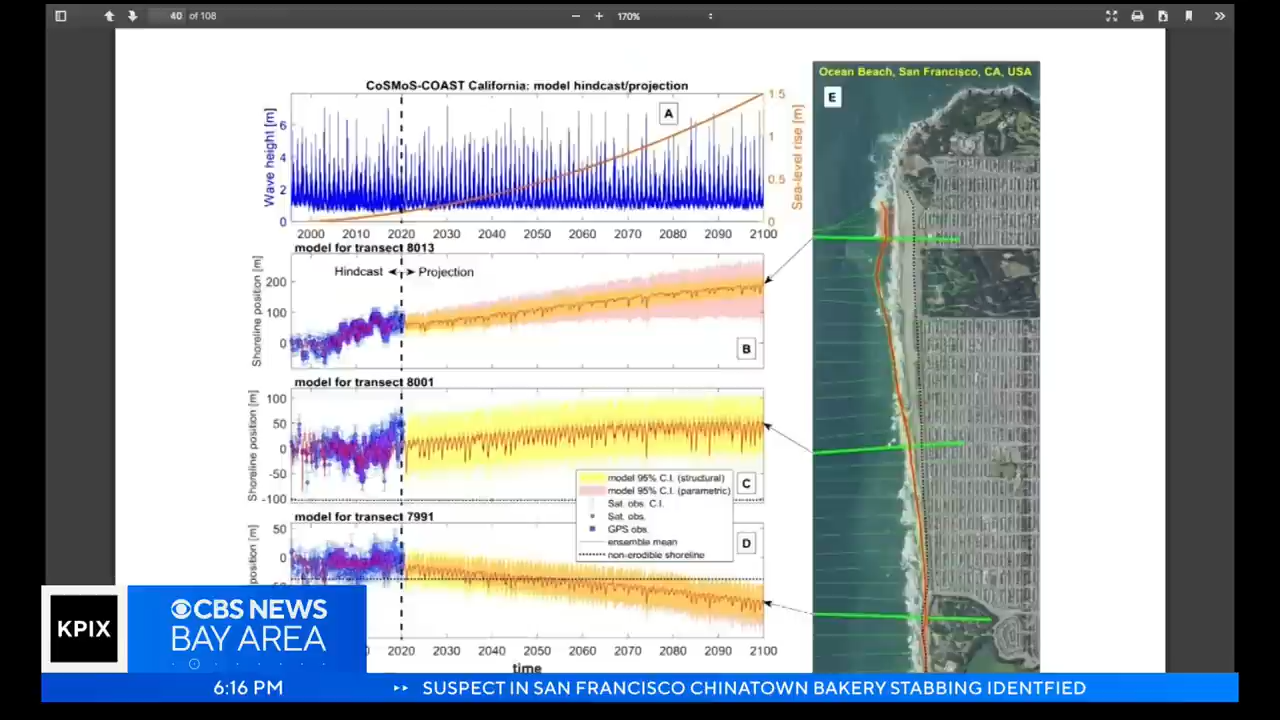 40 of 108
170%
CoSMoS-COAST California: model hindcast/projection
Ocean Beach, San Francisco, CA, USA
E
A
Wave height [m]
6
4
2
0
1.5
1
0.5
0
Sea-level rise [m]
2000 2010 2020 2030 2040 2050 2060 2070 2080 2090 2100
model for transect 8013
Hindcast Projection
Shoreline position [m]
200
100
0
B
model for transect 8001
Shoreline position [m]
100
50
0
-50
-100
C
model 95% C.I. (structural)
model 95% C.I. (parametric)
Sat. obs. C.I.
Sat. obs.
GPS obs.
ensemble mean
non-erodible shoreline
model for transect 7991
position [m]
50
0
D
2020 2030 2040 2050 2060 2070 2080 2090 2100
time
KPIX
CBS NEWS
BAY AREA
6:16 PM
SUSPECT IN SAN FRANCISCO CHINATOWN BAKERY STABBING IDENTFIED